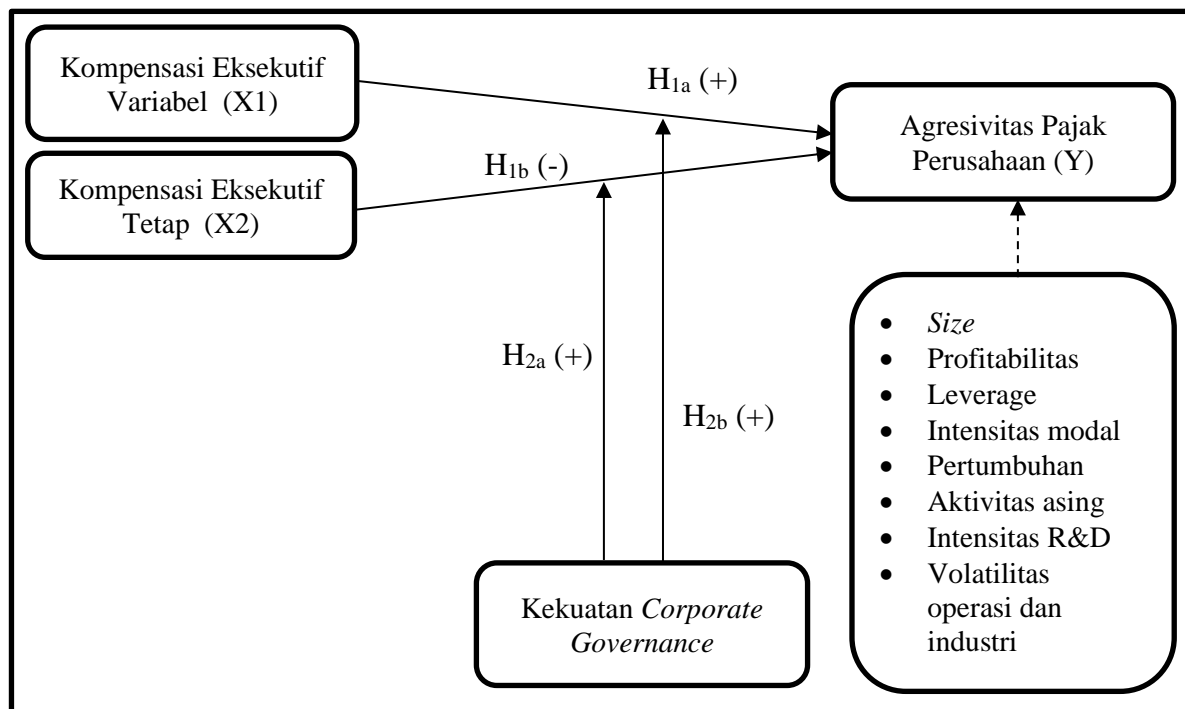 Kompensasi Eksekutif
Variabel (X1)
H1a (+)
Agresivitas Pajak
Perusahaan (Y)
Kompensasi Eksekutif
Tetap (X2)
H1b (-)
H2a (+)
H2b (+)
Kekuatan Corporate
Governance
• Size
• Profitabilitas
• Leverage
• Intensitas modal
• Pertumbuhan
• Aktivitas asing
• Intensitas R&D
• Volatilitas
operasi dan
industri